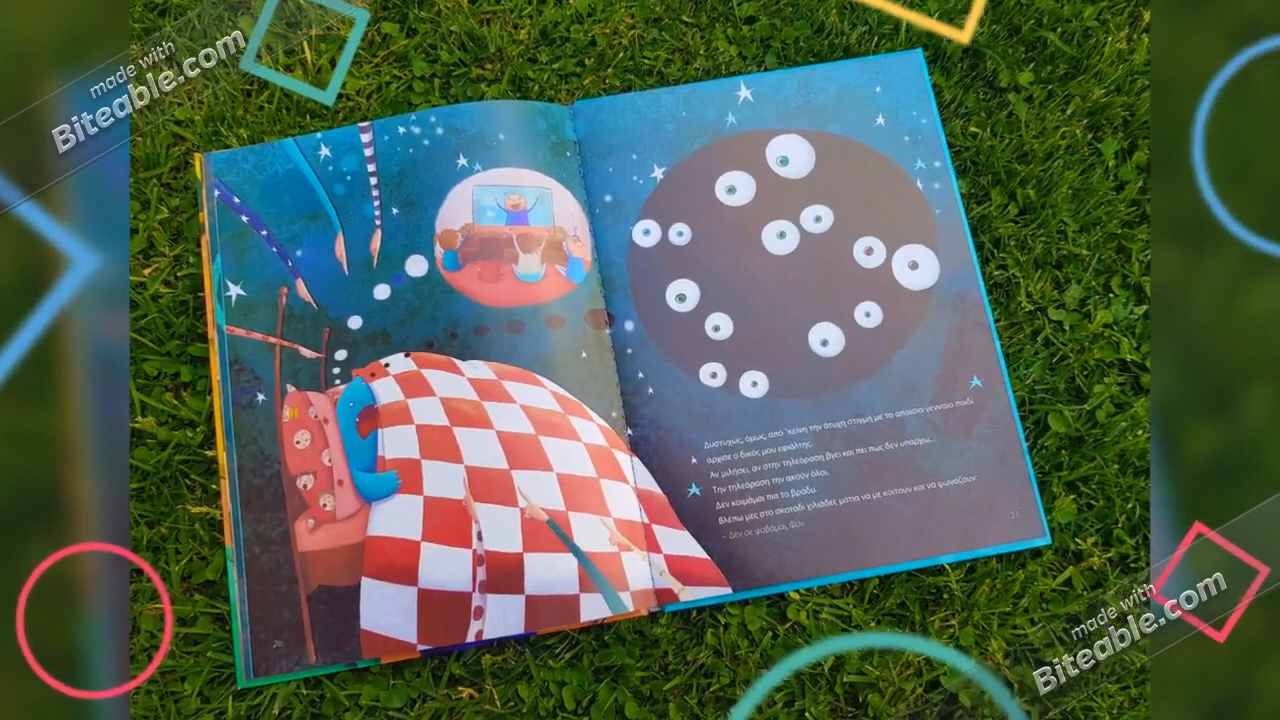 made with
Biteable.com
Δυστυχώς, όμως, από 'κείνη την άτυχη στιγμή με το απαίσιο γενναίο παιδί
άρχισε ο δικός μου εφιάλτης.
Αν μιλήσει, αν στην τηλεόραση βγει και πει πως δεν υπάρχω...
Την τηλεόραση την ακούν όλοι.
Δεν κοιμάμαι πια το βράδυ.
Βλέπω μες στο σκοτάδι χιλιάδες μάτια να με κοιτούν και να φωνάζουν:
– Δεν σε φοβάμαι, Φον
26
27
made with
Biteable.com